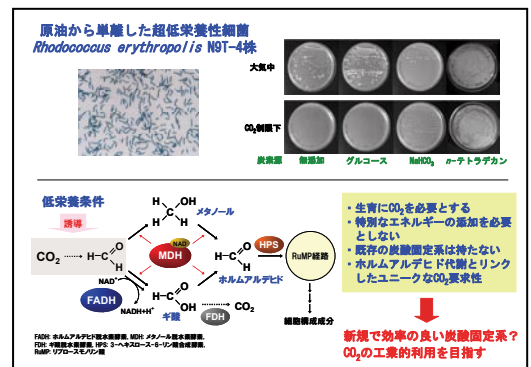 原油から単離した超低栄養性細菌
Rhodococcus erythropolis N9T-4株
大気中
CO₂制限下
炭素源 無添加 グルコース NaHCO₃ n-テトラデカン
低栄養条件
誘導
CO₂
H-C=O
H
NAD⁺
FADH
NADH+H⁺
H-C-OH
H
H
メタノール
NAD
MDH
H-C-OH
O
ギ酸
FDH
CO₂
H-C=O
H
ホルムアルデヒド
HPS
RuMP経路
細胞構成成分
FADH: ホルムアルデヒド脱水素酵素, MDH: メタノール脱水素酵素,
FDH: ギ酸脱水素酵素, HPS: 3-ヘキスロース-6-リン酸合成酵素,
RuMP: リブロースモノリン酸
・生育にCO₂を必要とする
・特別なエネルギーの添加を必要
としない
・既存の炭酸固定系は持たない
・ホルムアルデヒド代謝とリンク
したユニークなCO₂要求性
新規で効率の良い炭酸固定系?
CO₂の工業的利用を目指す